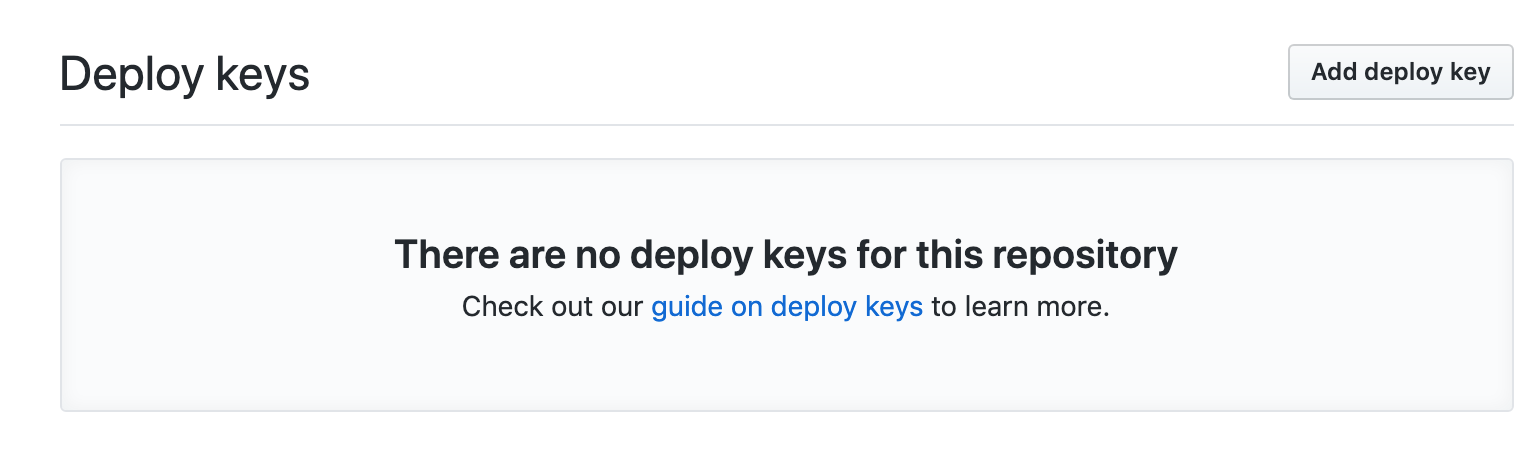 Deploy keys
Add deploy key
There are no deploy keys for this repository
Check out our guide on deploy keys to learn more.